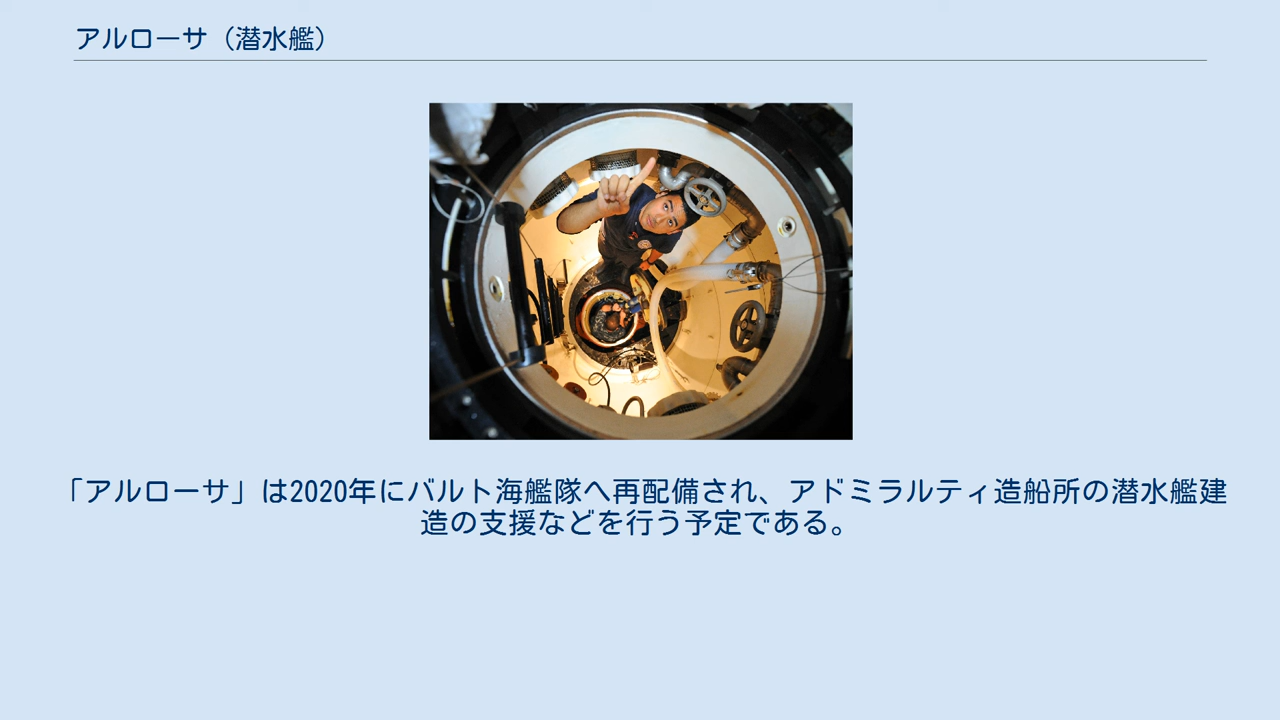 アルローサ（潜水艦）
「アルローサ」は2020年にバルト海艦隊へ再配備され、アドミラルティ造船所の潜水艦建
造の支援などを行う予定である。